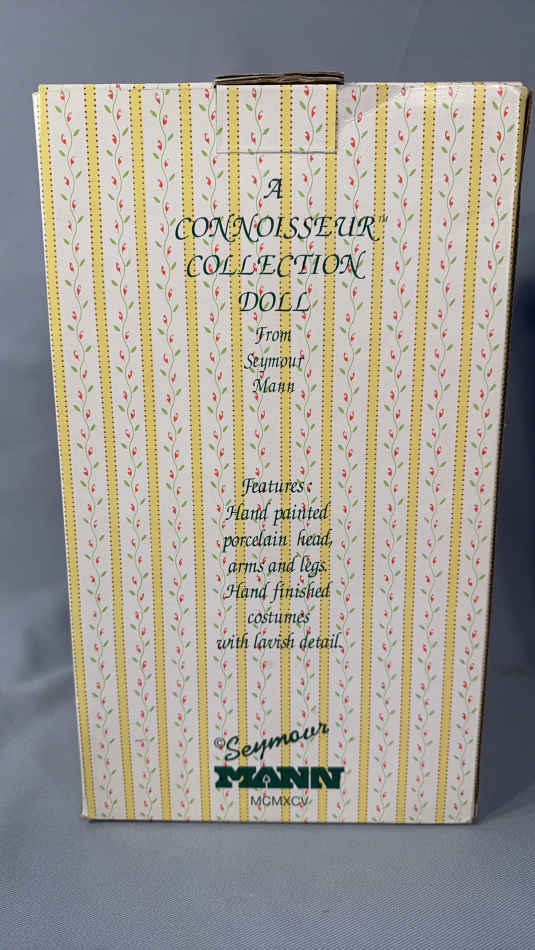 A
CONNOISSEUR™
COLLECTION
DOLL
From
Seymour
Mann
Features:
Hand painted
porcelain head,
arms and legs.
Hand finished
costumes
with lavish detail.
©Seymour
MANN
MCMXCV